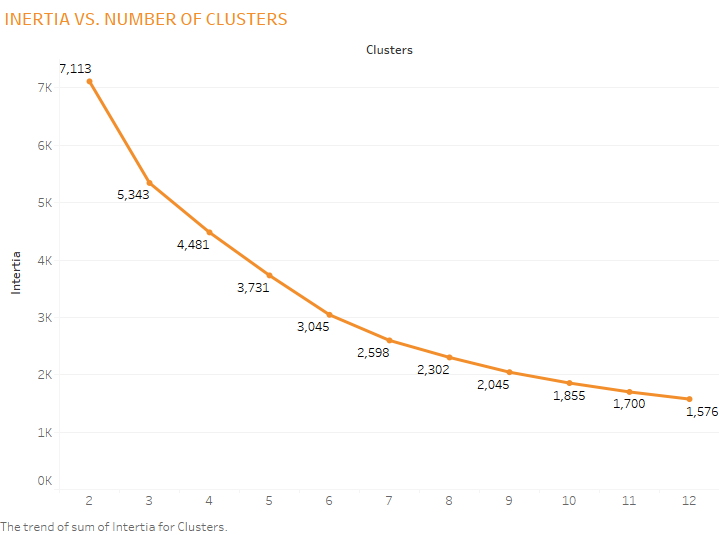 INERTIA VS. NUMBER OF CLUSTERS
Clusters
7,113
7K
6K
5,343
5K
4,481
4K
Intertia
3,731
3K
3,045
2,598
2K
2,302
2,045
1,855
1,700
1,576
1K
0K
2 3 4 5 6 7 8 9 10 11 12
The trend of sum of Intertia for Clusters.